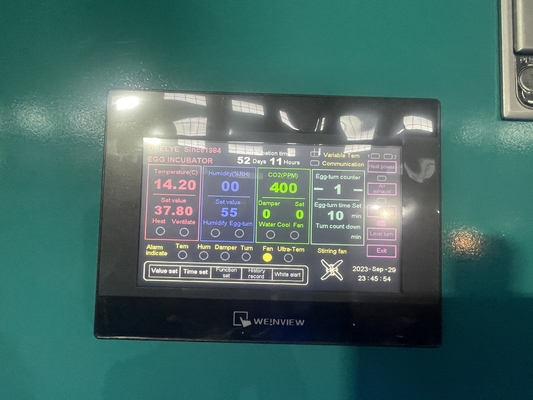 Since1984
EGG INCUBATOR
52 Days 11 Hours
Variable Tem
Communication
Temperature(C)
14.20
Set value
37.80
Heat Ventilate
Humidity(%RH)
00
Set value
55
Humidity Egg-turn
CO2(PPM)
400
Damper Set
0 0
Water Cool Fan
Egg-turn counter
- 1 -
Egg-turn time Set
10 min
Turn count down
min
Exit
Alarm Indicate
Tem Hum Damper Turn Fan Ultra-Tem
Stirring fan
Value set
Time set
Function set
History record
White alert
2023-Sep-29
23:45:54
WEINVIEW